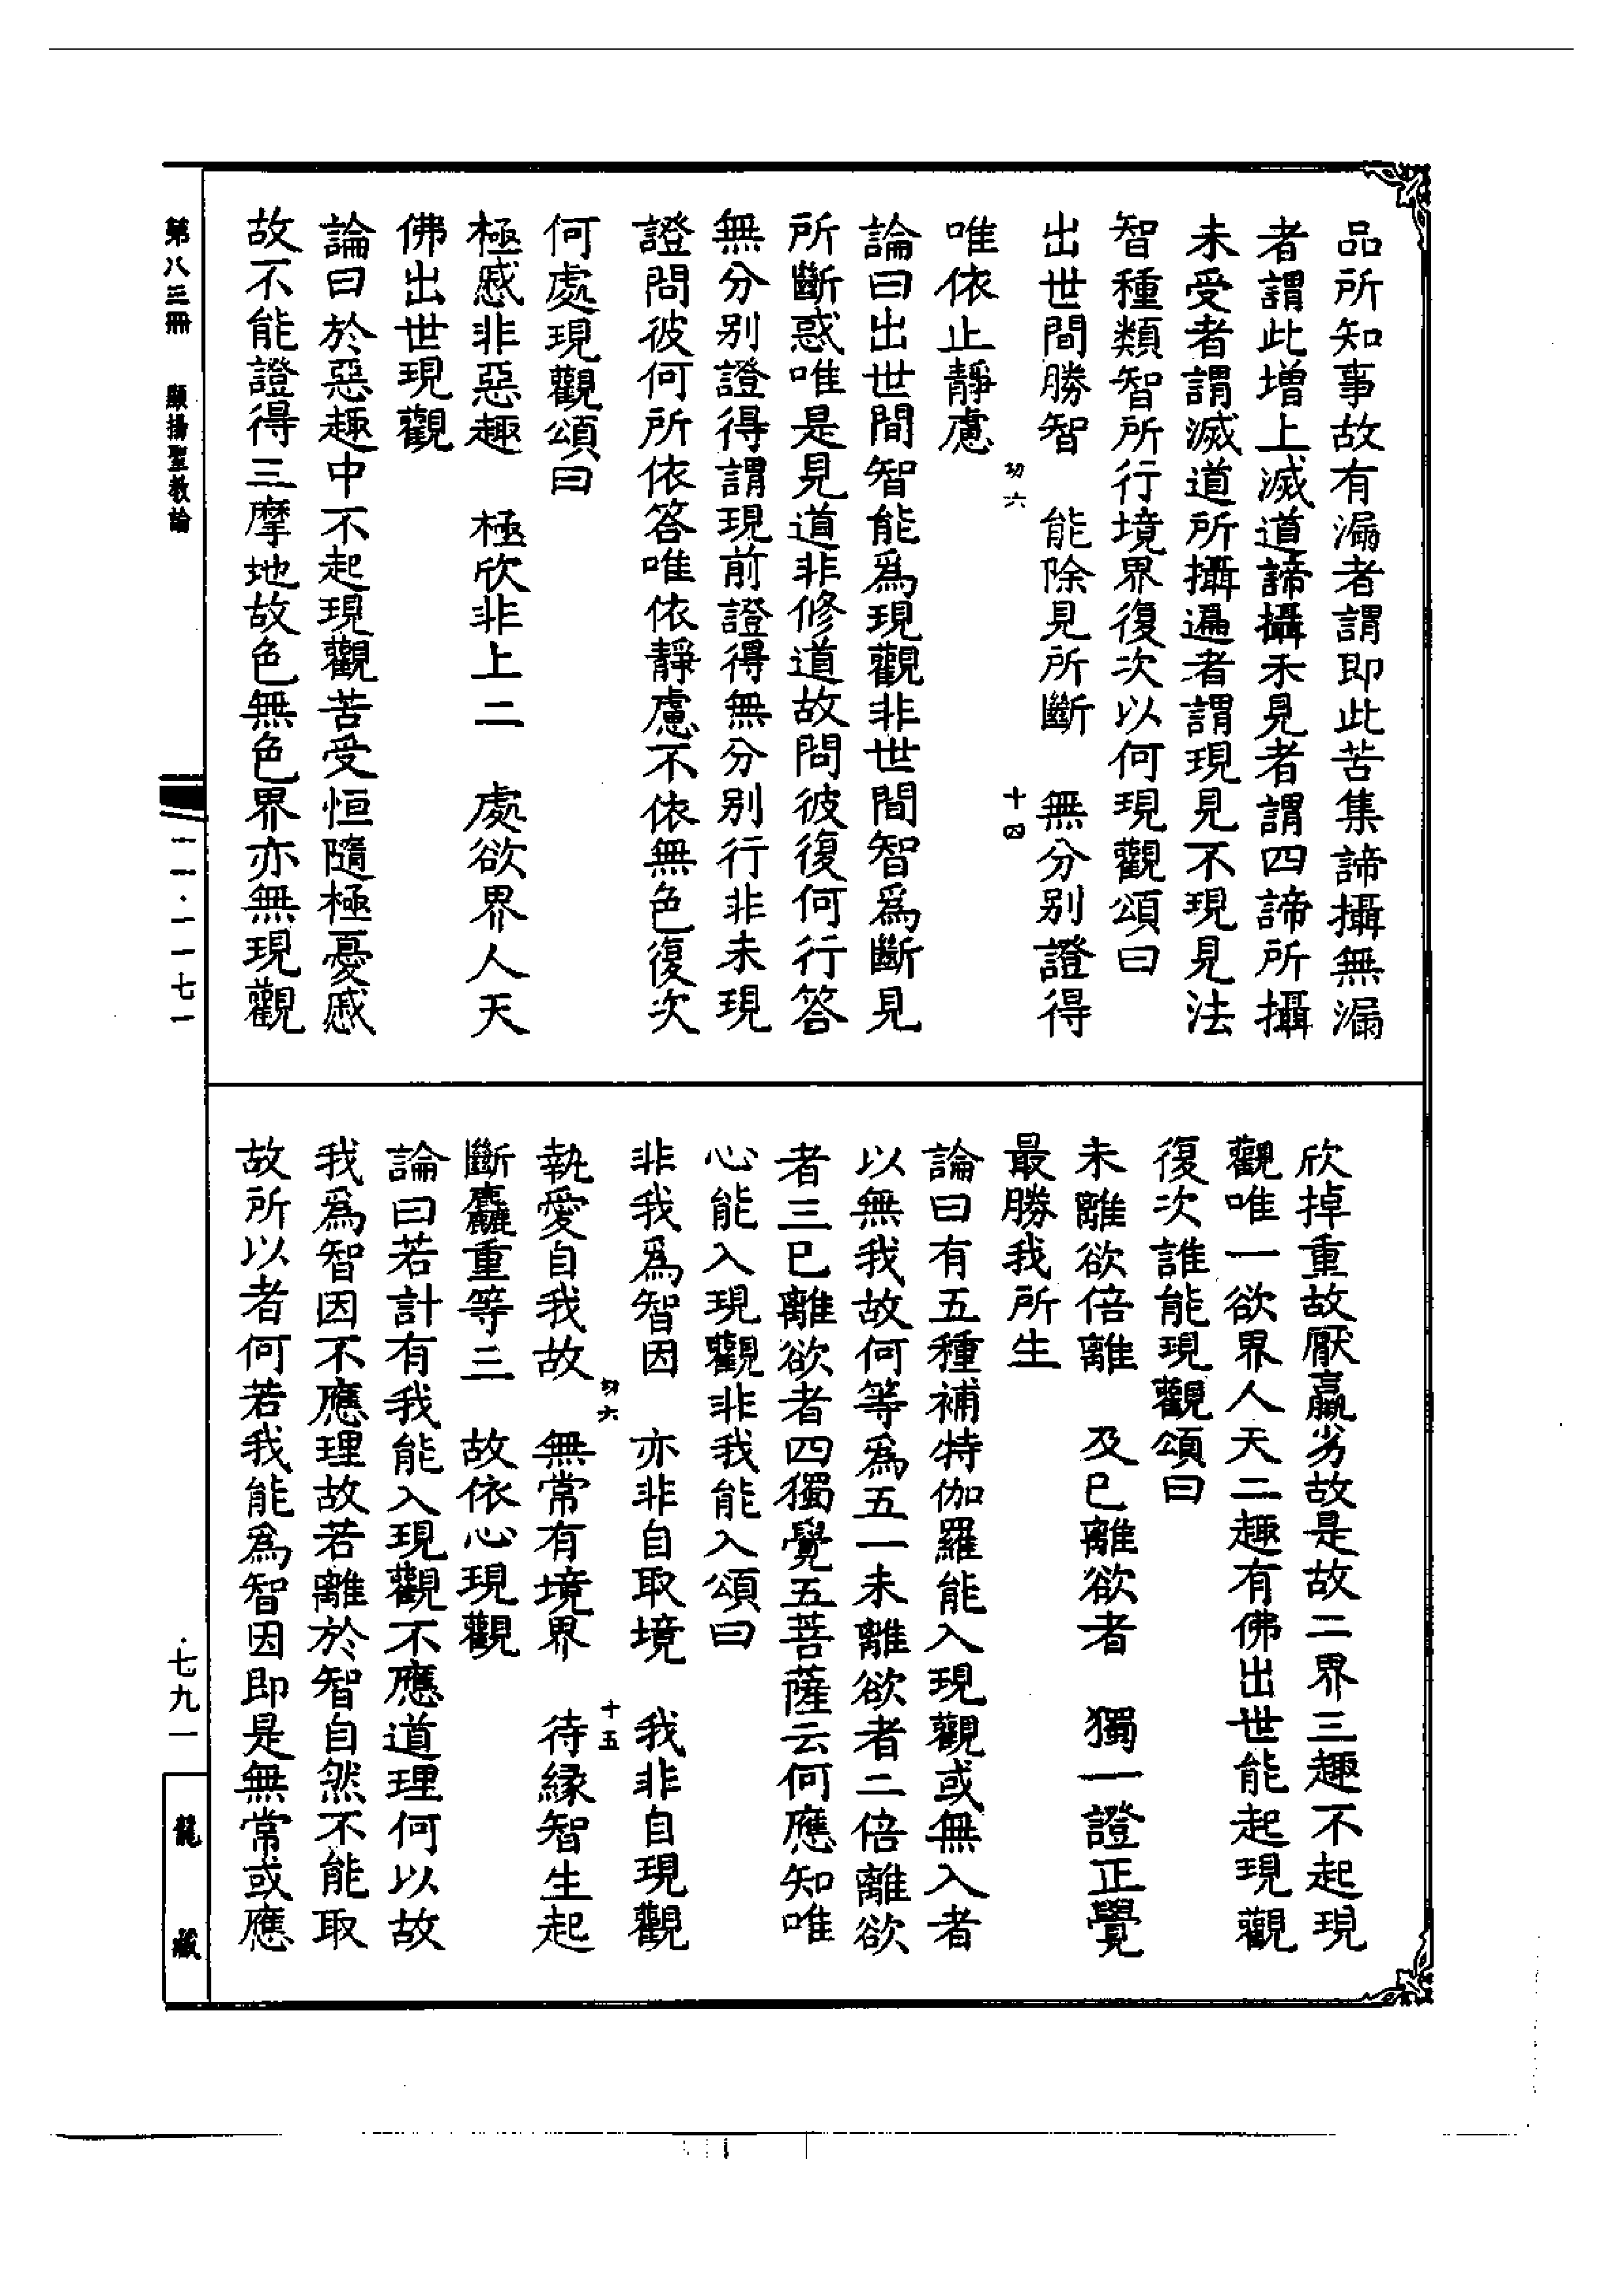 品所知事故有漏者謂即此苦集諦攝無漏
者謂此增上滅道諦攝未見者謂四諦所攝
未受者謂滅道所攝遍者謂現見不現見法
智種類智所行境界復次以何現觀頌曰
出世間勝智　能除見所斷　無分别證得
唯依止靜慮
㓛六
十四
論曰出世間智能爲現觀非世間智爲斷見
所斷惑唯是見道非修道故問彼復何行答
無分别證得謂現前證得無分别行非未現
證問彼何所依答唯依靜慮不依無色復次
何處現觀頌曰
極慼非惡趣　極欣非上二　處欲界人天
佛出世現觀
論曰於惡趣中不起現觀苦受恒隨極憂慼
故不能證得三摩地故色無色界亦無現觀
欣掉重故厭羸劣故是故二界三趣不起現
觀唯一欲界人天二趣有佛出世能起現觀
復次誰能現觀頌曰
未離欲倍離　及已離欲者　獨一證正覺
最勝我所生
論曰有五種補特伽羅能入現觀或無入者
以無我故何等爲五一未離欲者二倍離欲
者三已離欲者四獨覺五菩薩云何應知唯
心能入現觀非我能入頌曰
非我爲智因　亦非自取境　我非自現觀
㓛六
十五
執愛自我故　無常有境界　待緣智生起
斷麤重等三　故依心現觀
論曰若計有我能入現觀不應道理何以故
我爲智因不應理故若離於智自然不能取
故所以者何若我能爲智因即是無常或應
第八三冊　顯揚聖教論
一一一·一一七一
·七九一
龍藏